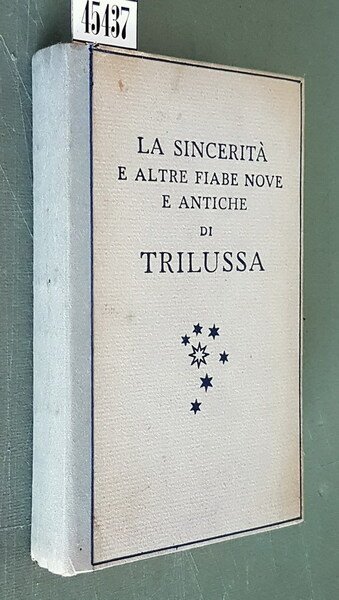 45437
LA SINCERITÀ
E ALTRE FIABE NOVE
E ANTICHE
DI
TRILUSSA